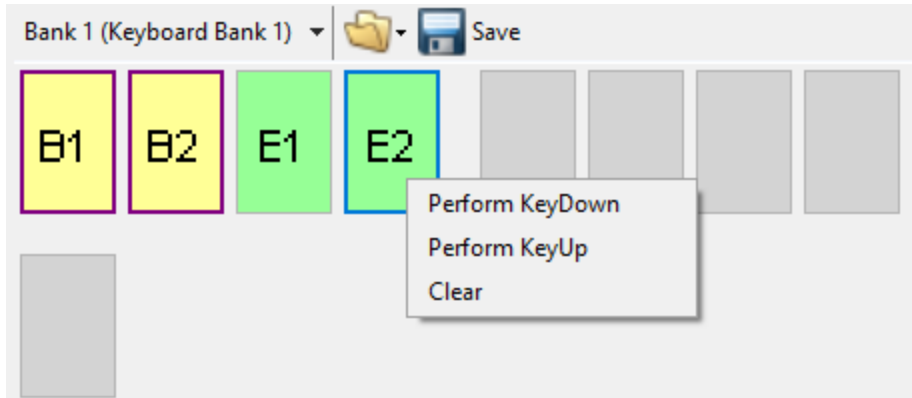 Bank 1 (Keyboard Bank 1) Save
B1 B2 E1 E2
Perform KeyDown
Perform KeyUp
Clear